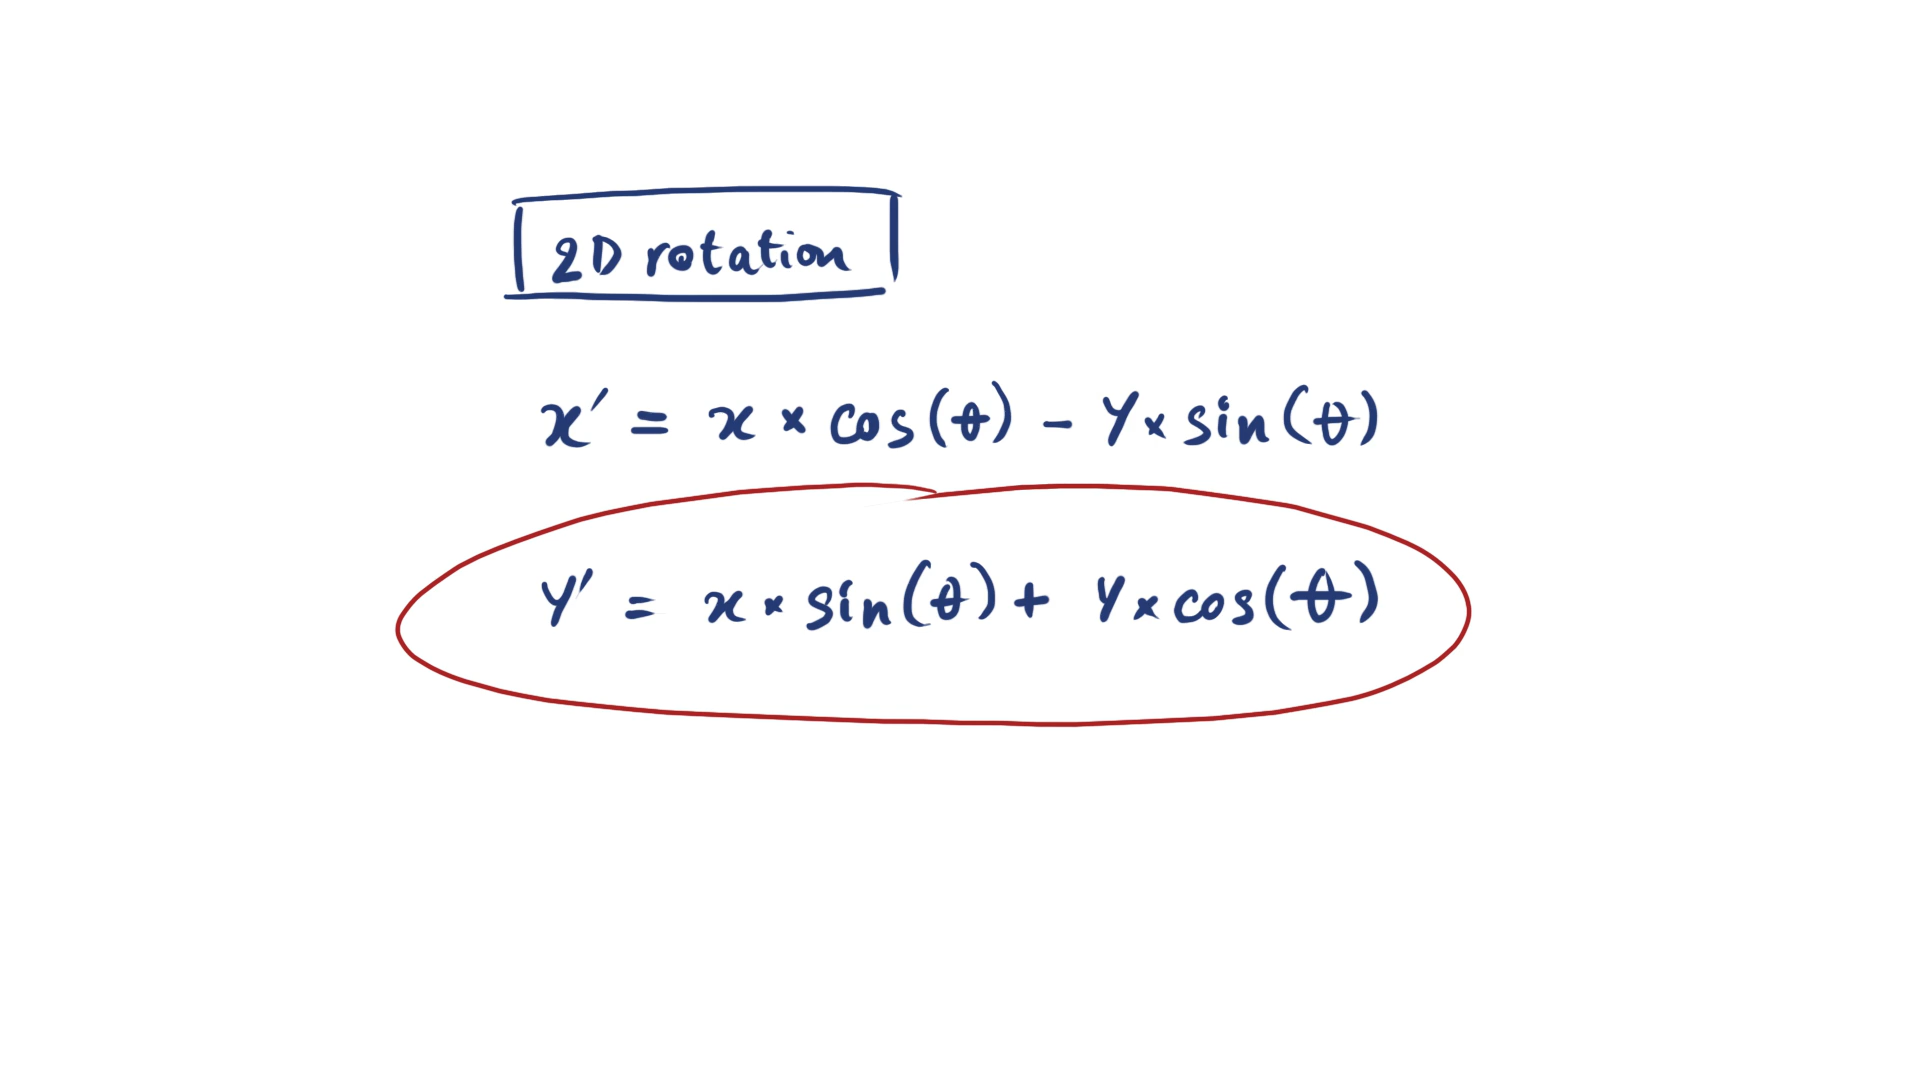 2D rotation
x' = x × cos(θ) - Y × sin(θ)
Y' = x × sin(θ) + Y × cos(θ)